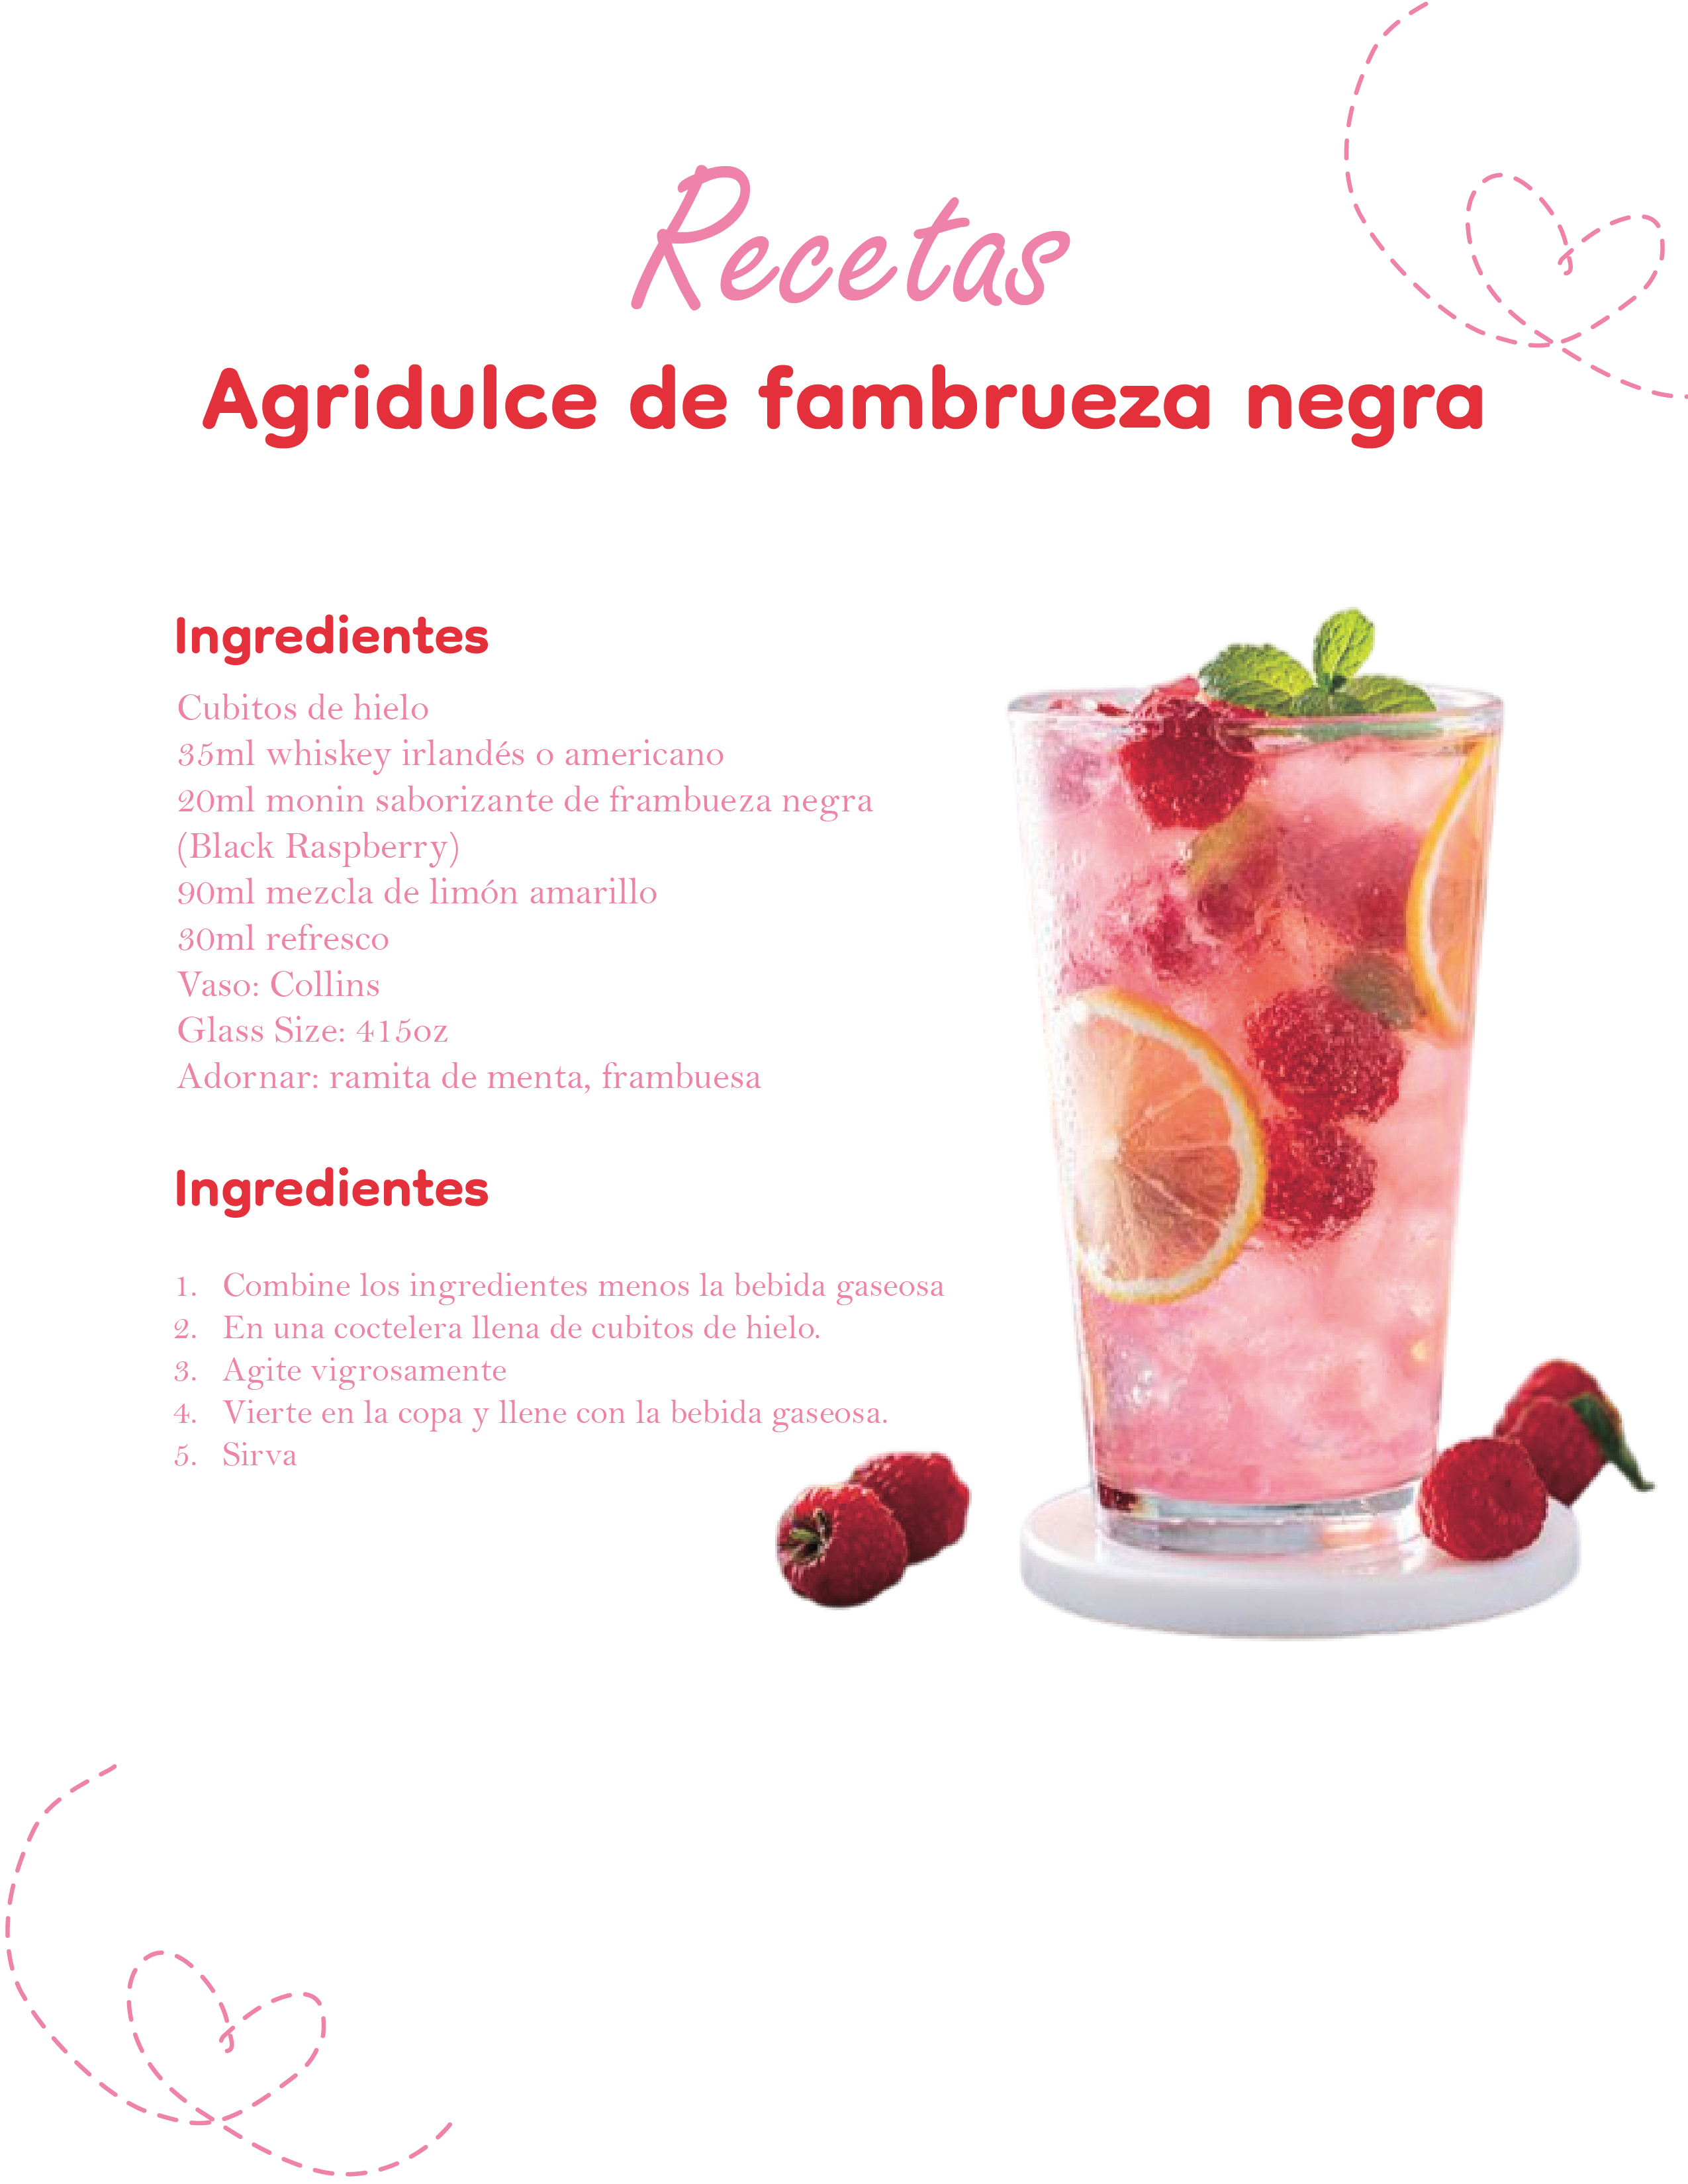 Recetas
Agridulce de fambrueza negra
Ingredientes
Cubitos de hielo
35ml whiskey irlandés o americano
20ml monin saborizante de frambueza negra
(Black Raspberry)
90ml mezcla de limón amarillo
30ml refresco
Vaso: Collins
Glass Size: 415oz
Adornar: ramita de menta, frambuesa
Ingredientes
1. Combine los ingredientes menos la bebida gaseosa
2. En una coctelera llena de cubitos de hielo.
3. Agite vigrosamente
4. Vierte en la copa y llene con la bebida gaseosa.
5. Sirva